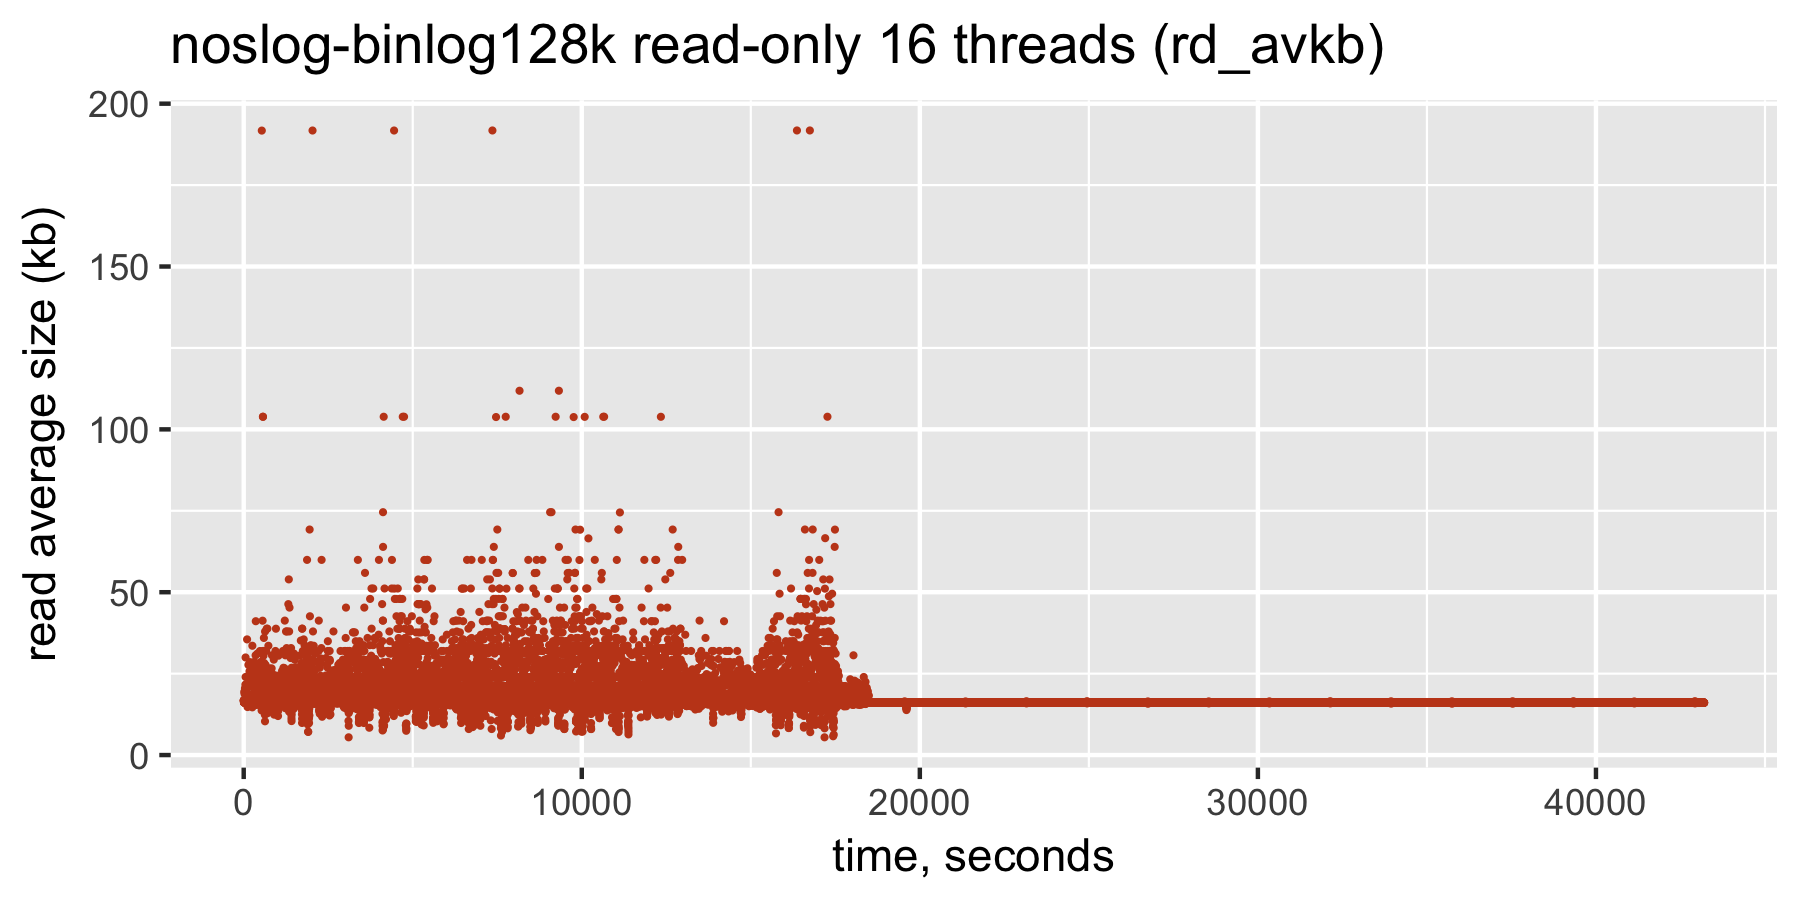 noslog-binlog128k read-only 16 threads (rd_avkb)
200
150
100
50
0
read average size (kb)
0 10000 20000 30000 40000
time, seconds